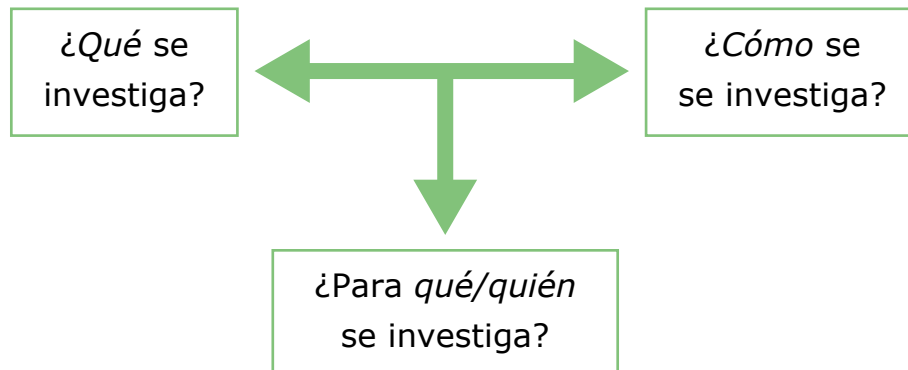 ¿Qué se
investiga?
¿Cómo se
se investiga?
¿Para qué/quién
se investiga?